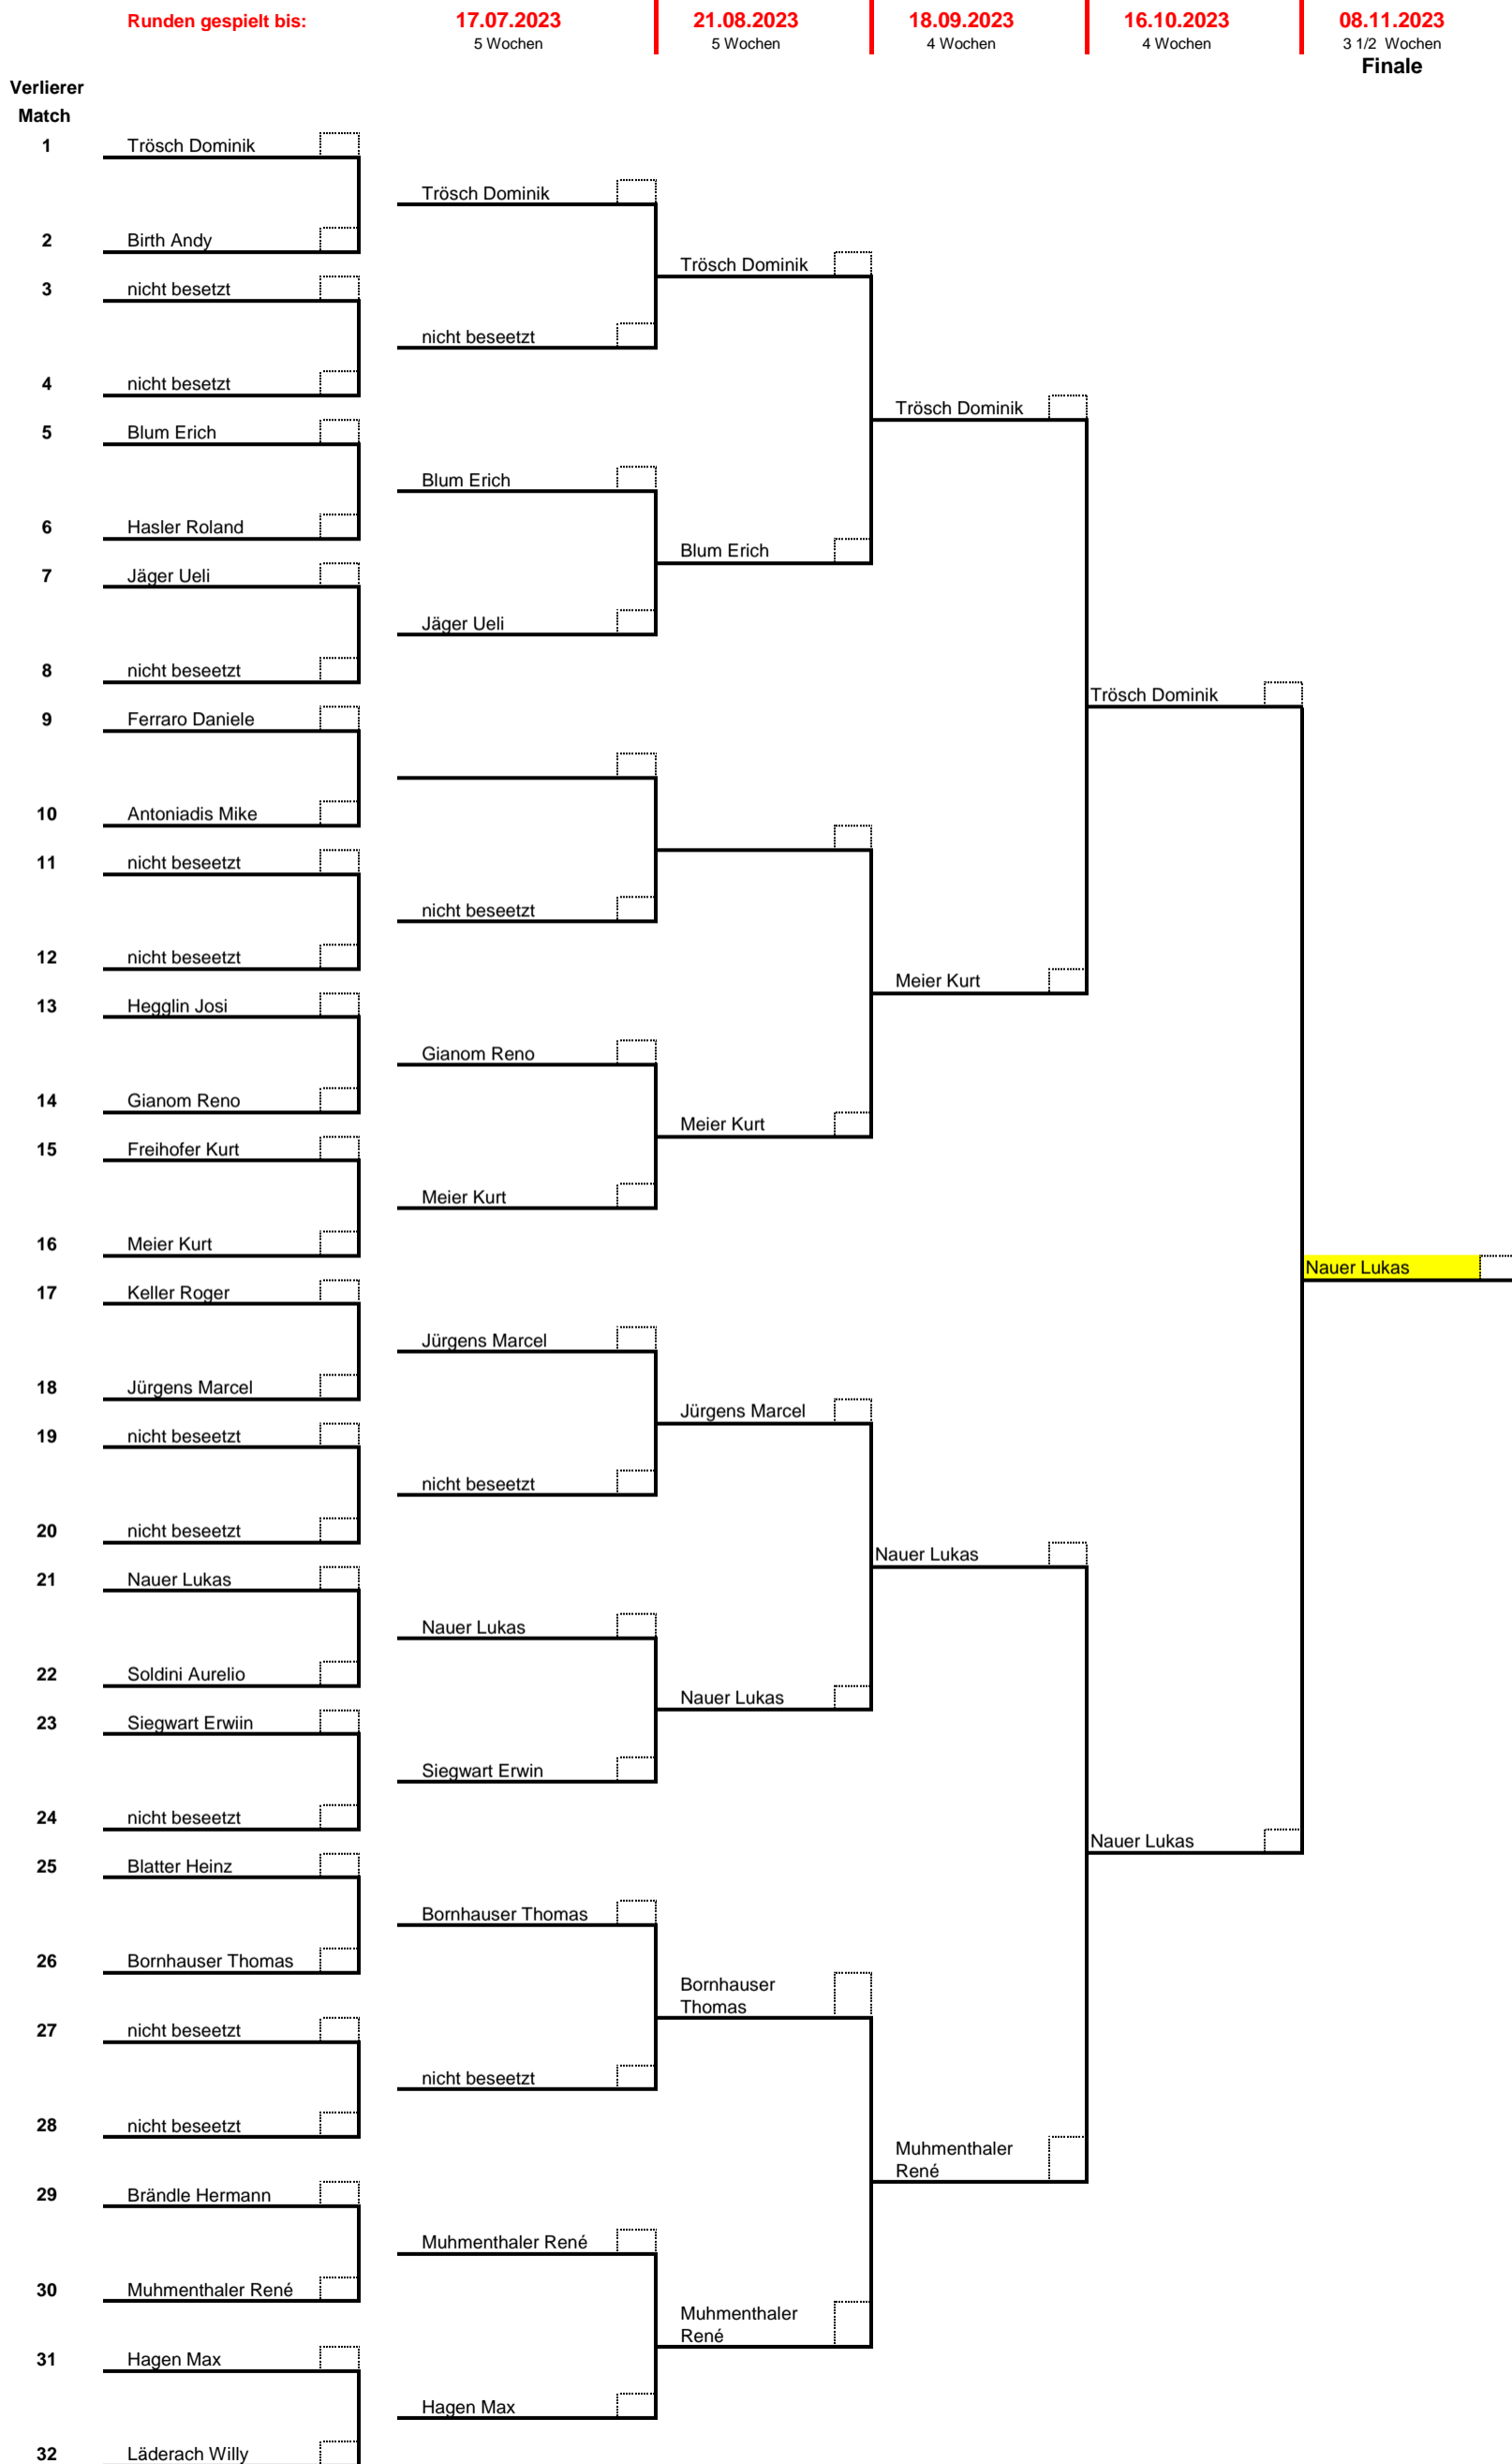 Runden gespielt bis: 17.07.2023 21.08.2023 18.09.2023 16.10.2023 08.11.2023
5 Wochen 5 Wochen 4 Wochen 4 Wochen 3 1/2 Wochen
Finale
Verlierer
Match
1 Trösch Dominik
Trösch Dominik
2 Birth Andy
Trösch Dominik
3 nicht besetzt
nicht beseetzt
4 nicht besetzt
Trösch Dominik
5 Blum Erich
Blum Erich
6 Hasler Roland
Blum Erich
7 Jäger Ueli
Jäger Ueli
8 nicht beseetzt
Trösch Dominik
9 Ferraro Daniele
10 Antoniadis Mike
11 nicht beseetzt
nicht beseetzt
12 nicht beseetzt
Meier Kurt
13 Hegglin Josi
Gianom Reno
14 Gianom Reno
Meier Kurt
15 Freihofer Kurt
Meier Kurt
16 Meier Kurt
Nauer Lukas
17 Keller Roger
Jürgens Marcel
18 Jürgens Marcel
Jürgens Marcel
19 nicht beseetzt
nicht beseetzt
20 nicht beseetzt
Nauer Lukas
21 Nauer Lukas
Nauer Lukas
22 Soldini Aurelio
Nauer Lukas
23 Siegwart Erwiin
Siegwart Erwin
24 nicht beseetzt
Nauer Lukas
25 Blatter Heinz
Bornhauser Thomas
26 Bornhauser Thomas
Bornhauser
Thomas
27 nicht beseetzt
nicht beseetzt
28 nicht beseetzt
Muhmenthaler
René
29 Brändle Hermann
Muhmenthaler René
30 Muhmenthaler René
Muhmenthaler
René
31 Hagen Max
Hagen Max
32 Läderach Willy